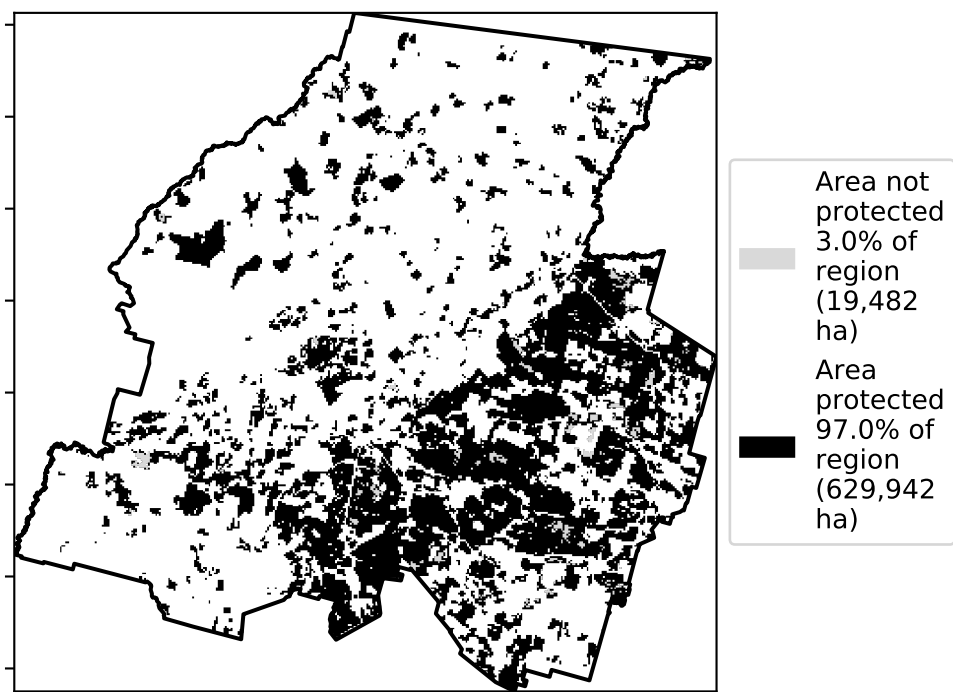 Area not
protected
3.0% of
region
(19,482
ha)
Area
protected
97.0% of
region
(629,942
ha)